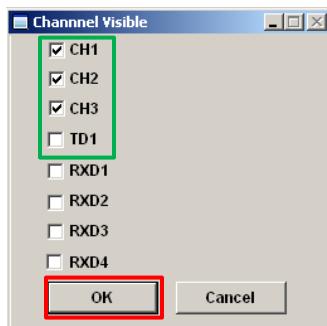 Channnel Visible
CH1
CH2
CH3
TD1
RXD1
RXD2
RXD3
RXD4
OK Cancel